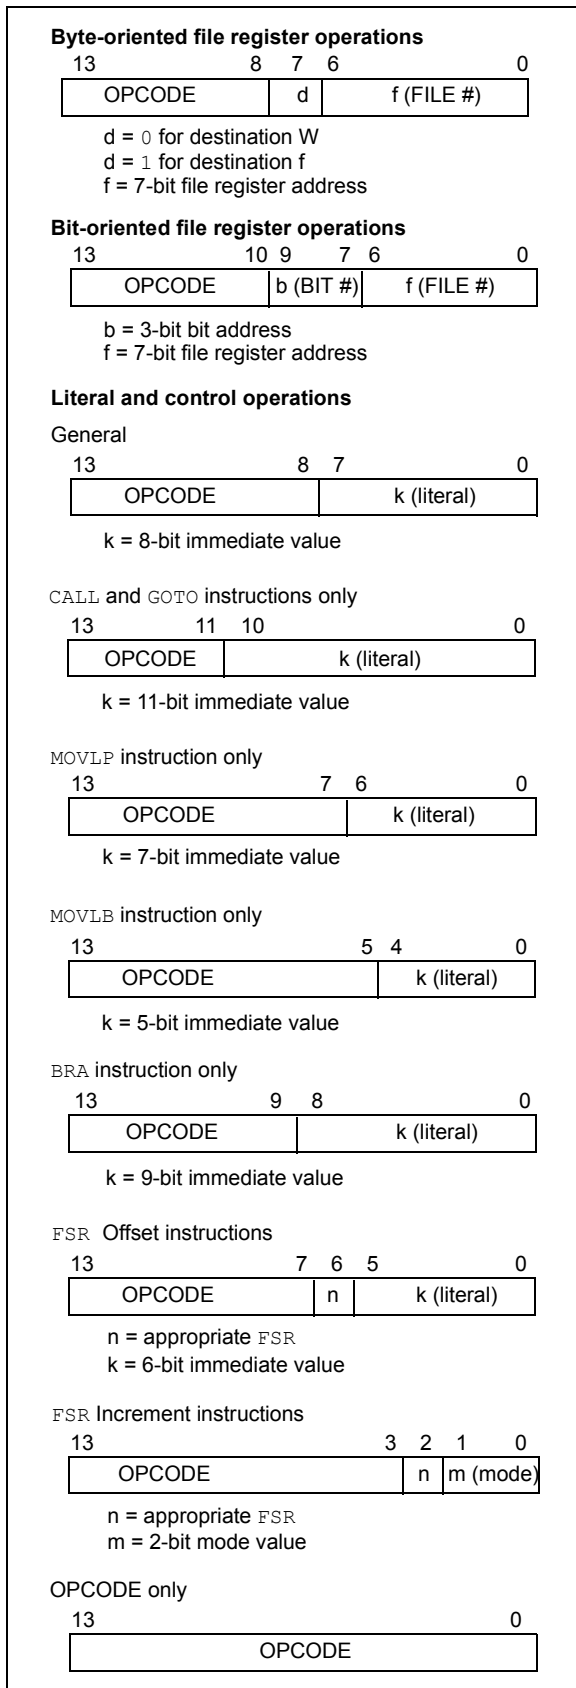 Byte-oriented file register operations
13 8 7 6 0
OPCODE d f (FILE #)
d = 0 for destination W
d = 1 for destination f
f = 7-bit file register address
Bit-oriented file register operations
13 10 9 7 6 0
OPCODE b (BIT #) f (FILE #)
b = 3-bit bit address
f = 7-bit file register address
Literal and control operations
General
13 8 7 0
OPCODE k (literal)
k = 8-bit immediate value
CALL and GOTO instructions only
13 11 10 0
OPCODE k (literal)
k = 11-bit immediate value
MOVLP instruction only
13 7 6 0
OPCODE k (literal)
k = 7-bit immediate value
MOVLB instruction only
13 5 4 0
OPCODE k (literal)
k = 5-bit immediate value
BRA instruction only
13 9 8 0
OPCODE k (literal)
k = 9-bit immediate value
FSR Offset instructions
13 7 6 5 0
OPCODE n k (literal)
n = appropriate FSR
k = 6-bit immediate value
FSR Increment instructions
13 3 2 1 0
OPCODE n m (mode)
n = appropriate FSR
m = 2-bit mode value
OPCODE only
13 0
OPCODE